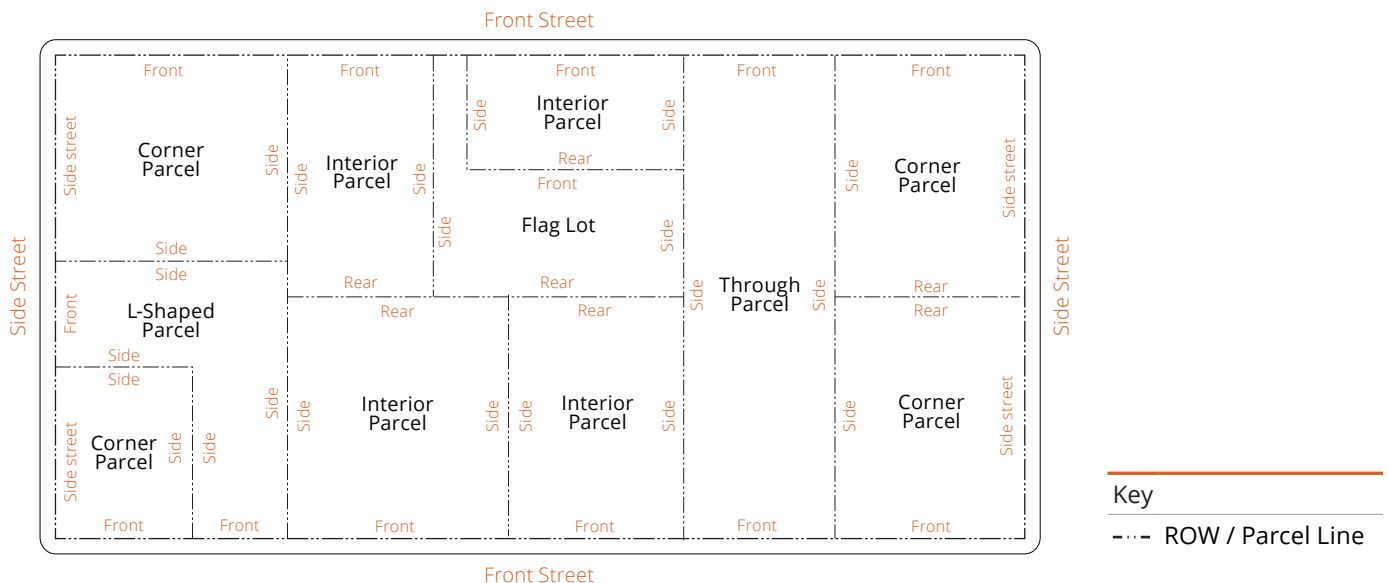 Front Street
Front
Front
Front
Front
Front
Side street
Corner
Parcel
Side
Side
Interior
Parcel
Side
Side
Interior
Parcel
Side
Rear
Front
Side
Flag Lot
Side
Side
Corner
Parcel
Side street
Side
Side
Rear
Rear
Rear
Rear
Side
Through
Parcel
Side
Rear
Rear
Side Street
Side Street
Front
L-Shaped
Parcel
Side
Side
Side street
Corner
Parcel
Side
Side
Side
Side
Interior
Parcel
Side
Side
Interior
Parcel
Side
Side
Corner
Parcel
Side street
Front
Front
Front
Front
Front
Front
Front Street
Key
ROW / Parcel Line